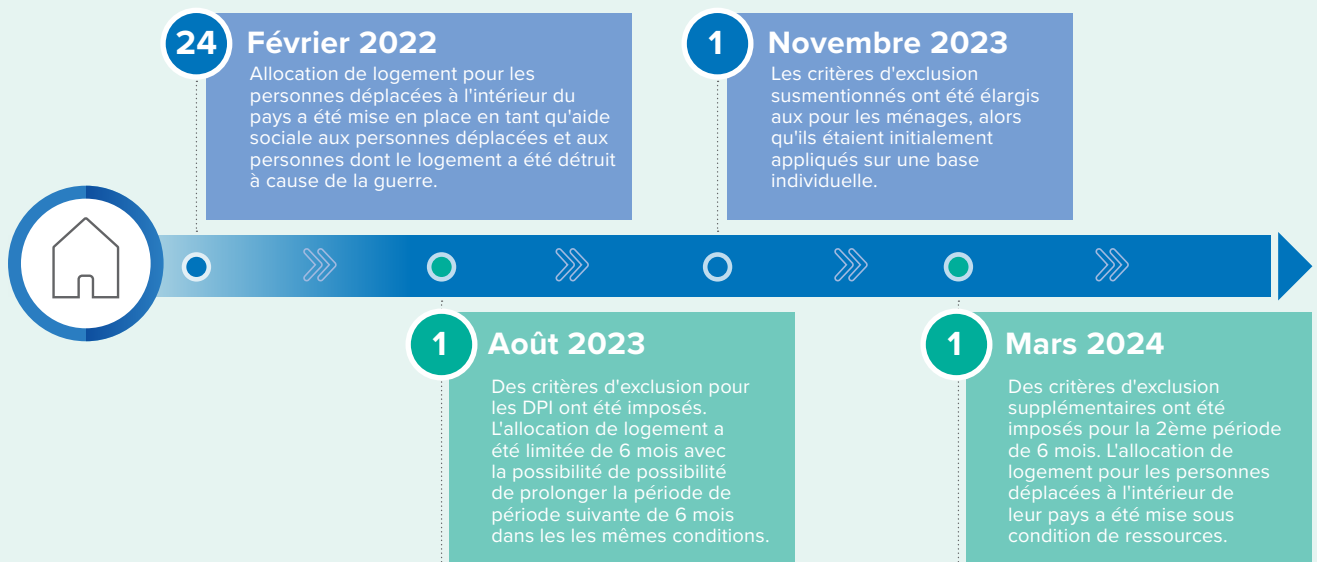 24
Février 2022
Allocation de logement pour les
personnes déplacées à l'intérieur du
pays a été mise en place en tant qu'aide
sociale aux personnes déplacées et aux
personnes dont le logement a été détruit
à cause de la guerre.
1
Novembre 2023
Les critères d'exclusion
susmentionnés ont été élargis
aux pour les ménages, alors
qu'ils étaient initialement
appliqués sur une base
individuelle.
1
Août 2023
Des critères d'exclusion pour
les DPI ont été imposés.
L'allocation de logement a
été limitée de 6 mois avec
la possibilité de possibilité
de prolonger la période de
période suivante de 6 mois
dans les les mêmes conditions.
1
Mars 2024
Des critères d'exclusion
supplémentaires ont été
imposés pour la 2ème période
de 6 mois. L'allocation de
logement pour les personnes
déplacées à l'intérieur de
leur pays a été mise sous
condition de ressources.